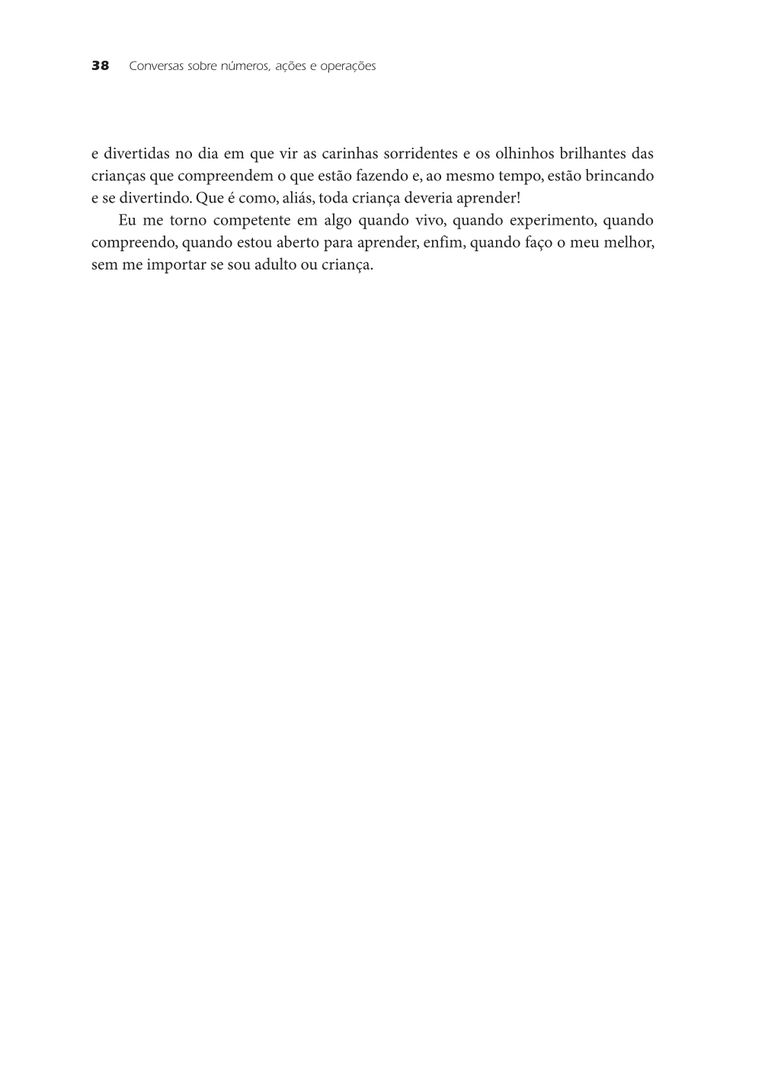 38 Conversas sobre números, ações e operações
e divertidas no dia em que vir as carinhas sorridentes e os olhinhos brilhantes das
crianças que compreendem o que estão fazendo e, ao mesmo tempo, estão brincando
e se divertindo. Que é como, aliás, toda criança deveria aprender!
Eu me torno competente em algo quando vivo, quando experimento, quando
compreendo, quando estou aberto para aprender, enfim, quando faço o meu melhor,
sem me importar se sou adulto ou criança.